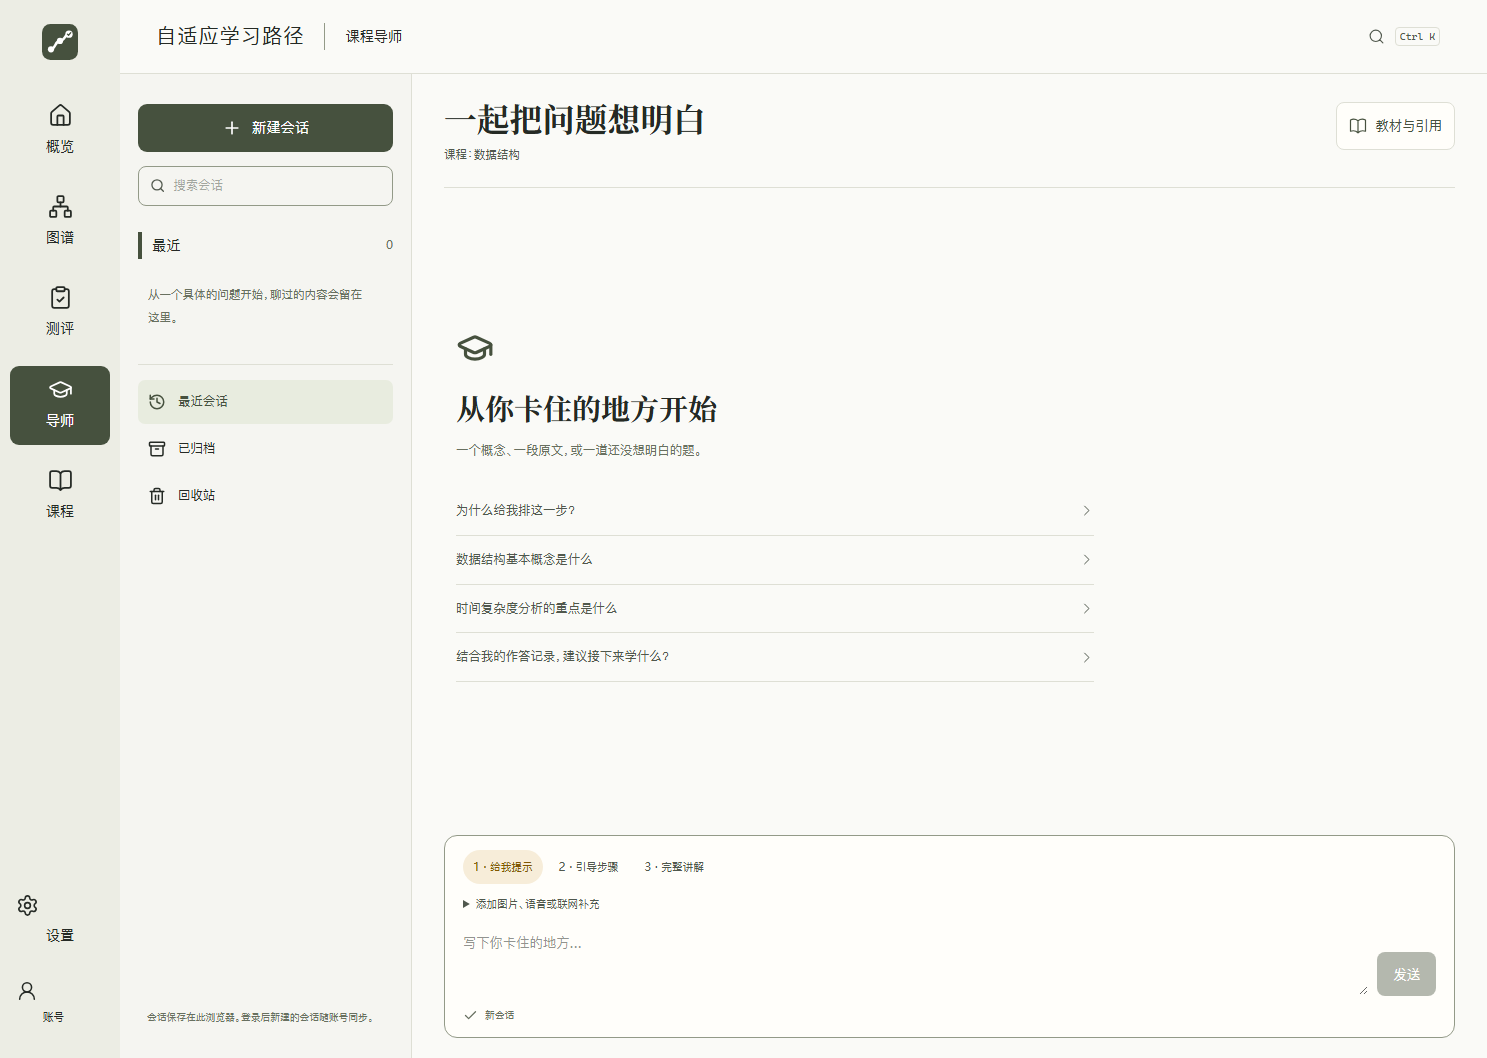 自适应学习路径
课程导师
Ctrl K
概览
图谱
测评
导师
课程
设置
账号
新建会话
搜索会话
最近
0
从一个具体的问题开始,聊过的内容会留在
这里。
最近会话
已归档
回收站
会话保存在此浏览器。登录后新建的会话随账号同步。
一起把问题想明白
课程:数据结构
教材与引用
从你卡住的地方开始
一个概念、一段原文,或一道还没想明白的题。
为什么给我排这一步?
数据结构基本概念是什么
时间复杂度分析的重点是什么
结合我的作答记录,建议接下来学什么?
1 · 给我提示
2 · 引导步骤
3 · 完整讲解
添加图片、语音或联网补充
写下你卡住的地方...
发送
新会话